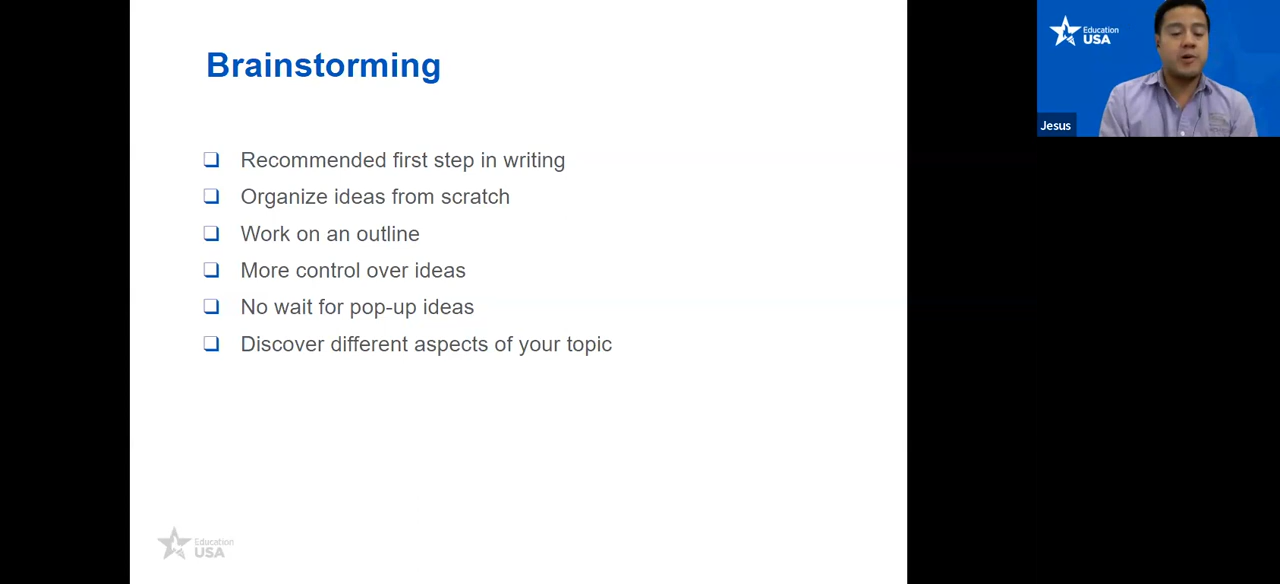 Brainstorming
Recommended first step in writing
Organize ideas from scratch
Work on an outline
More control over ideas
No wait for pop-up ideas
Discover different aspects of your topic
Education
USA
Education
USA
Jesus